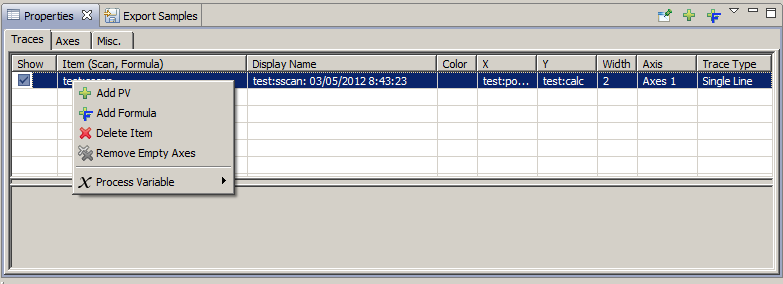 Properties Export Samples
Traces Axes Misc.
Show Item (Scan, Formula) Display Name Color X Y Width Axis Trace Type
test:sscan: 03/05/2012 8:43:23 test:po... test:calc 2 Axes 1 Single Line
Add PV
Add Formula
Delete Item
Remove Empty Axes
Process Variable